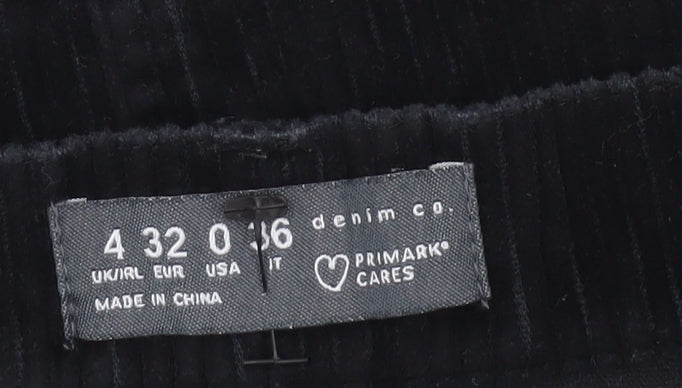 4 32 0 36 denim co.
UK/IRL EUR USA IT
PRIMARK®
CARES
MADE IN CHINA